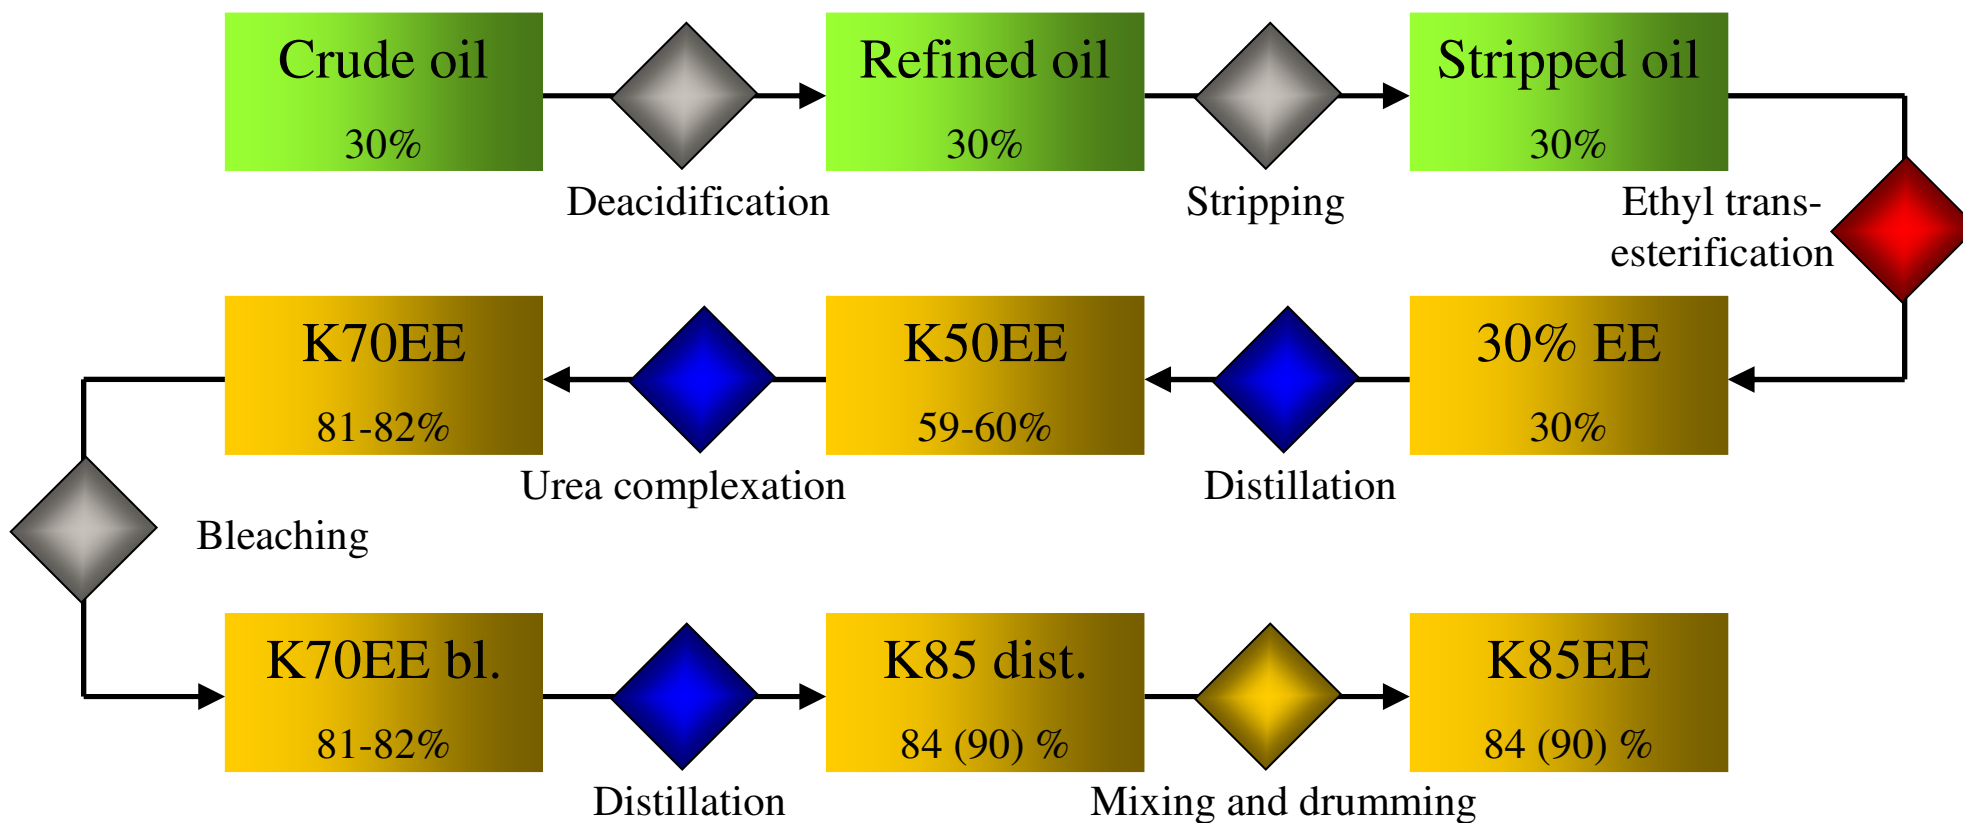 Crude oil
30%
Deacidification
Refined oil
30%
Stripping
Stripped oil
30%
Ethyl trans-
esterification
30% EE
30%
Distillation
K50EE
59-60%
Urea complexation
K70EE
81-82%
Bleaching
K70EE bl.
81-82%
Distillation
K85 dist.
84 (90) %
Mixing and drumming
K85EE
84 (90) %